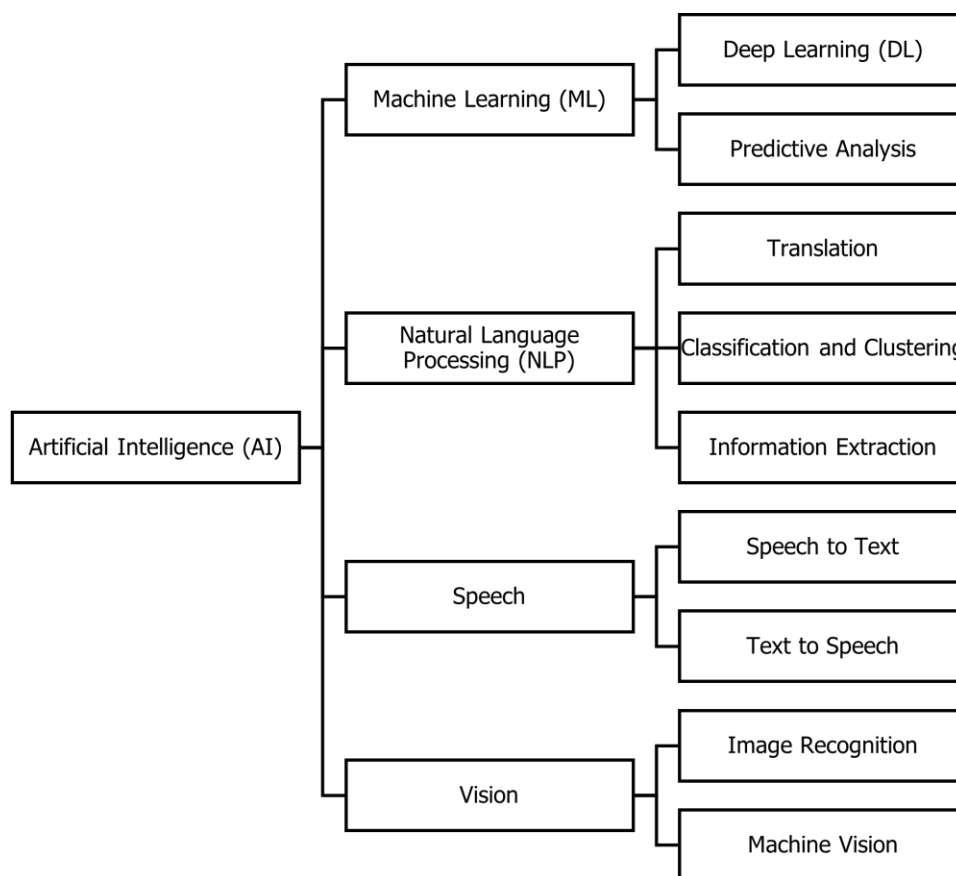 Deep Learning (DL)
Machine Learning (ML)
Predictive Analysis
Translation
Natural Language
Processing (NLP)
Classification and Clustering
Artificial Intelligence (AI)
Information Extraction
Speech to Text
Speech
Text to Speech
Image Recognition
Vision
Machine Vision